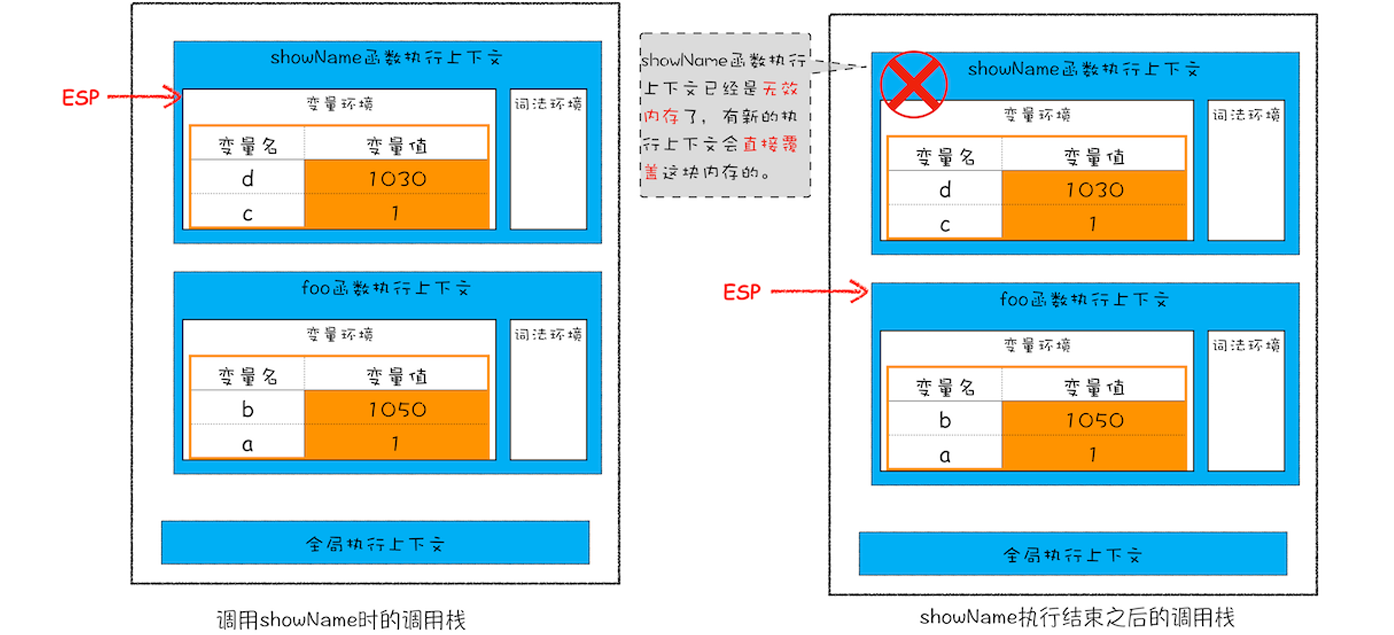 showName函数执行上下文
ESP
变量环境
词法环境
变量名 变量值
d 1030
c 1
foo函数执行上下文
变量环境
词法环境
变量名 变量值
b 1050
a 1
全局执行上下文
调用showName时的调用栈
showName函数执行
上下文已经是无效
内存了，有新的执
行上下文会直接覆
盖这块内存的。
showName函数执行上下文
变量环境
词法环境
变量名 变量值
d 1030
c 1
ESP
foo函数执行上下文
变量环境
词法环境
变量名 变量值
b 1050
a 1
全局执行上下文
showName执行结束之后的调用栈